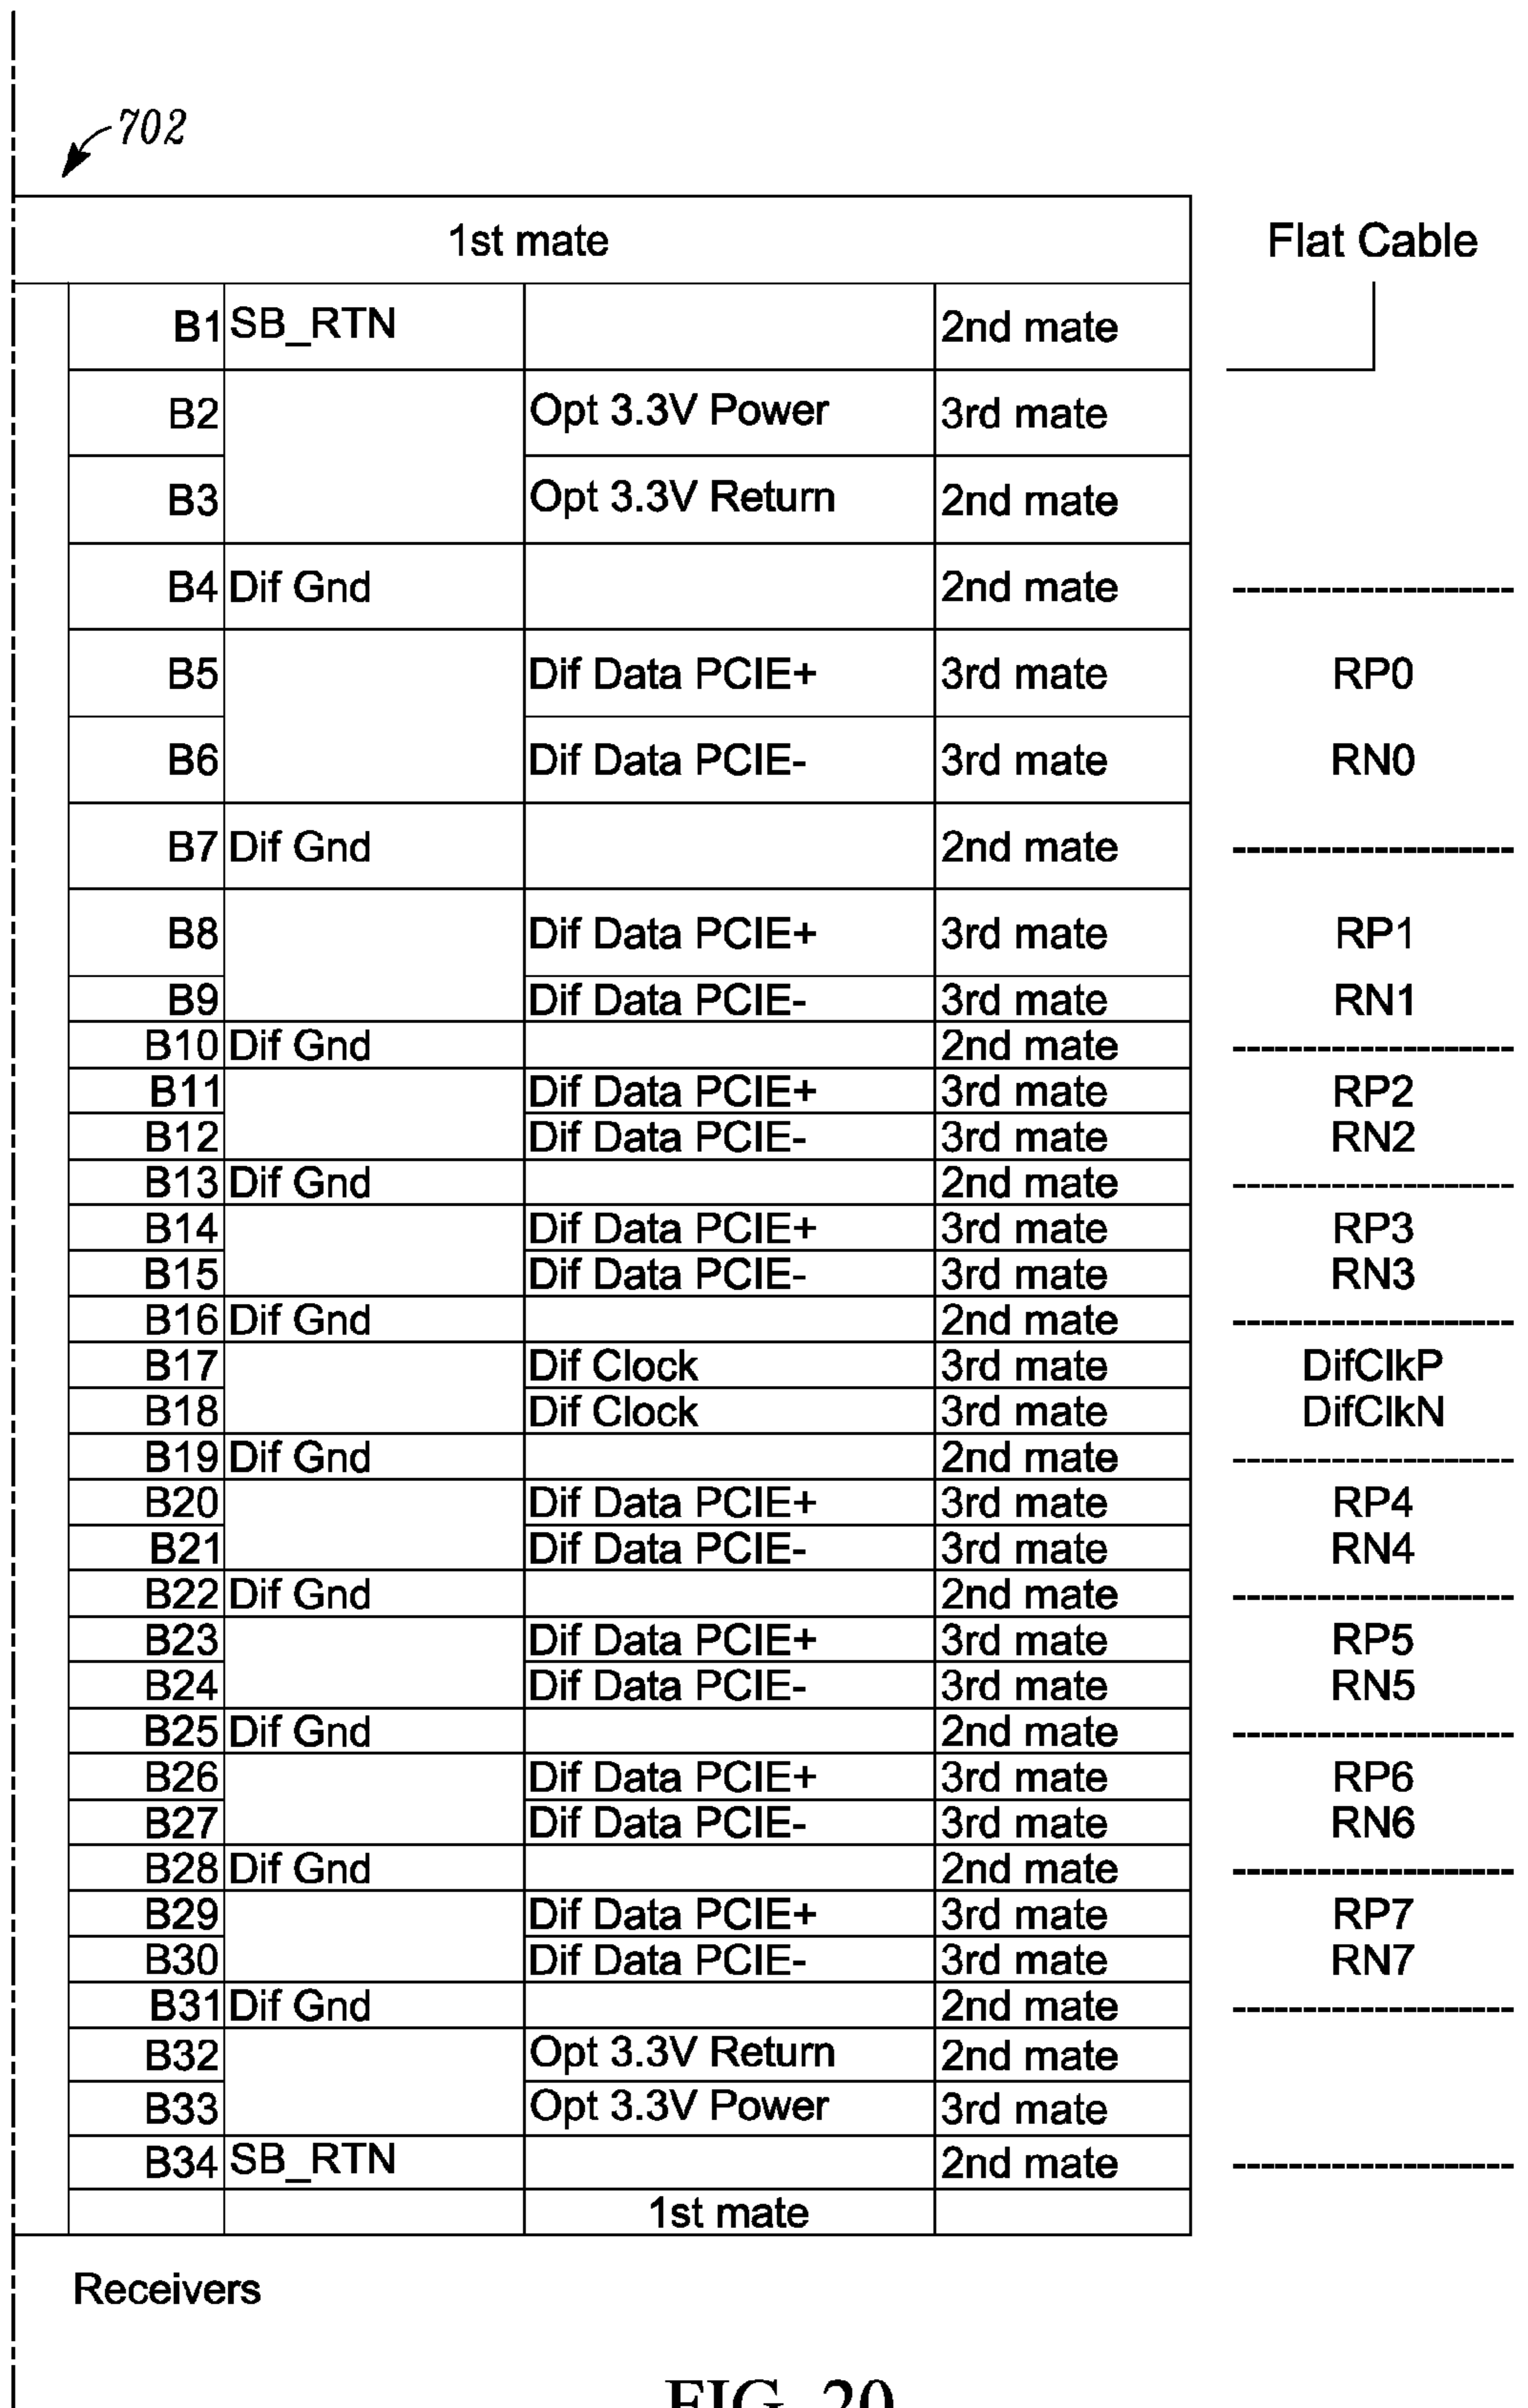 702
1st mate
Flat Cable
B1 SB_RTN 2nd mate
B2 Opt 3.3V Power 3rd mate
B3 Opt 3.3V Return 2nd mate
B4 Dif Gnd 2nd mate
B5 Dif Data PCIE+ 3rd mate RP0
B6 Dif Data PCIE- 3rd mate RN0
B7 Dif Gnd 2nd mate
B8 Dif Data PCIE+ 3rd mate RP1
B9 Dif Data PCIE- 3rd mate RN1
B10 Dif Gnd 2nd mate
B11 Dif Data PCIE+ 3rd mate RP2
B12 Dif Data PCIE- 3rd mate RN2
B13 Dif Gnd 2nd mate
B14 Dif Data PCIE+ 3rd mate RP3
B15 Dif Data PCIE- 3rd mate RN3
B16 Dif Gnd 2nd mate
B17 Dif Clock 3rd mate DifClkP
B18 Dif Clock 3rd mate DifClkN
B19 Dif Gnd 2nd mate
B20 Dif Data PCIE+ 3rd mate RP4
B21 Dif Data PCIE- 3rd mate RN4
B22 Dif Gnd 2nd mate
B23 Dif Data PCIE+ 3rd mate RP5
B24 Dif Data PCIE- 3rd mate RN5
B25 Dif Gnd 2nd mate
B26 Dif Data PCIE+ 3rd mate RP6
B27 Dif Data PCIE- 3rd mate RN6
B28 Dif Gnd 2nd mate
B29 Dif Data PCIE+ 3rd mate RP7
B30 Dif Data PCIE- 3rd mate RN7
B31 Dif Gnd 2nd mate
B32 Opt 3.3V Return 2nd mate
B33 Opt 3.3V Power 3rd mate
B34 SB_RTN 2nd mate
1st mate
Receivers
FIG. 20